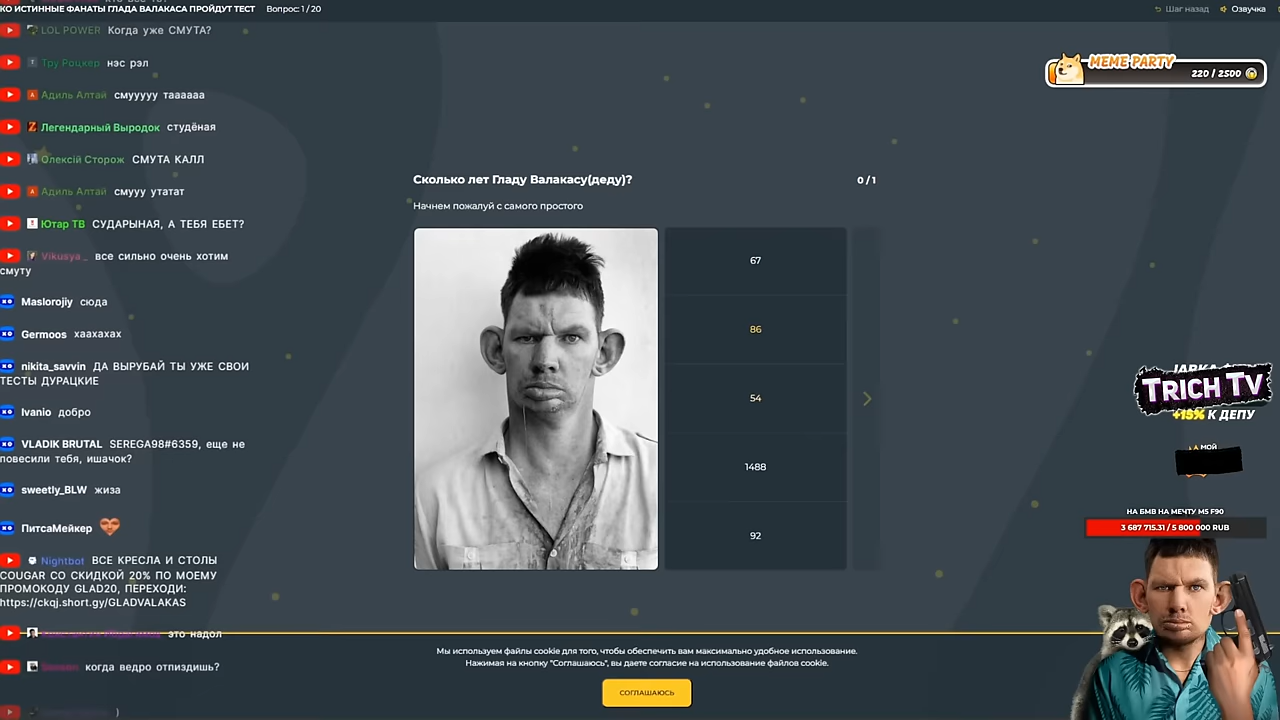 КО ИСТИННЫЕ ФАНАТЫ ГЛАДА ВАЛАКАСА ПРОЙДУТ ТЕСТ
Вопрос: 1 / 20
Шаг назад
Озвучка
LOL POWER Когда уже СМУТА?
Тру Роцкер нэс рэл
Адиль Алтай смууууу таааааа
Легендарный Выродок студёная
Олексій Сторож СМУТА КАЛЛ
Адиль Алтай смууу утатат
Ютар ТВ СУДАРЫНАЯ, А ТЕБЯ ЕБЕТ?
Vikusya _ все сильно очень хотим
смуту
Maslorojiy сюда
Germoos хаахахах
nikita_savvin ДА ВЫРУБАЙ ТЫ УЖЕ СВОИ
ТЕСТЫ ДУРАЦКИЕ
Ivanio добро
VLADIK BRUTAL SEREGA98#6359, еще не
повесили тебя, ишачок?
sweetly_BLW жиза
ПитсаМейкер
Nightbot ВСЕ КРЕСЛА И СТОЛЫ
COUGAR СО СКИДКОЙ 20% ПО МОЕМУ
ПРОМОКОДУ GLAD20, ПЕРЕХОДИ:
https://ckqj.short.gy/GLADVALAKAS
это надол
когда ведро отпиздишь?
)
Сколько лет Гладу Валакасу(деду)?
0 / 1
Начнем пожалуй с самого простого
67
86
54
1488
92
Мы используем файлы cookie для того, чтобы обеспечить вам максимально удобное использование.
Нажимая на кнопку "Соглашаюсь", вы даете согласие на использование файлов cookie.
СОГЛАШАЮСЬ
MEME PARTY
220 / 2500
TRICH TV
+15% К ДЕПУ
МОЙ
НА БМВ НА МЕЧТУ M5 F90
3 687 715.31 / 5 800 000 RUB